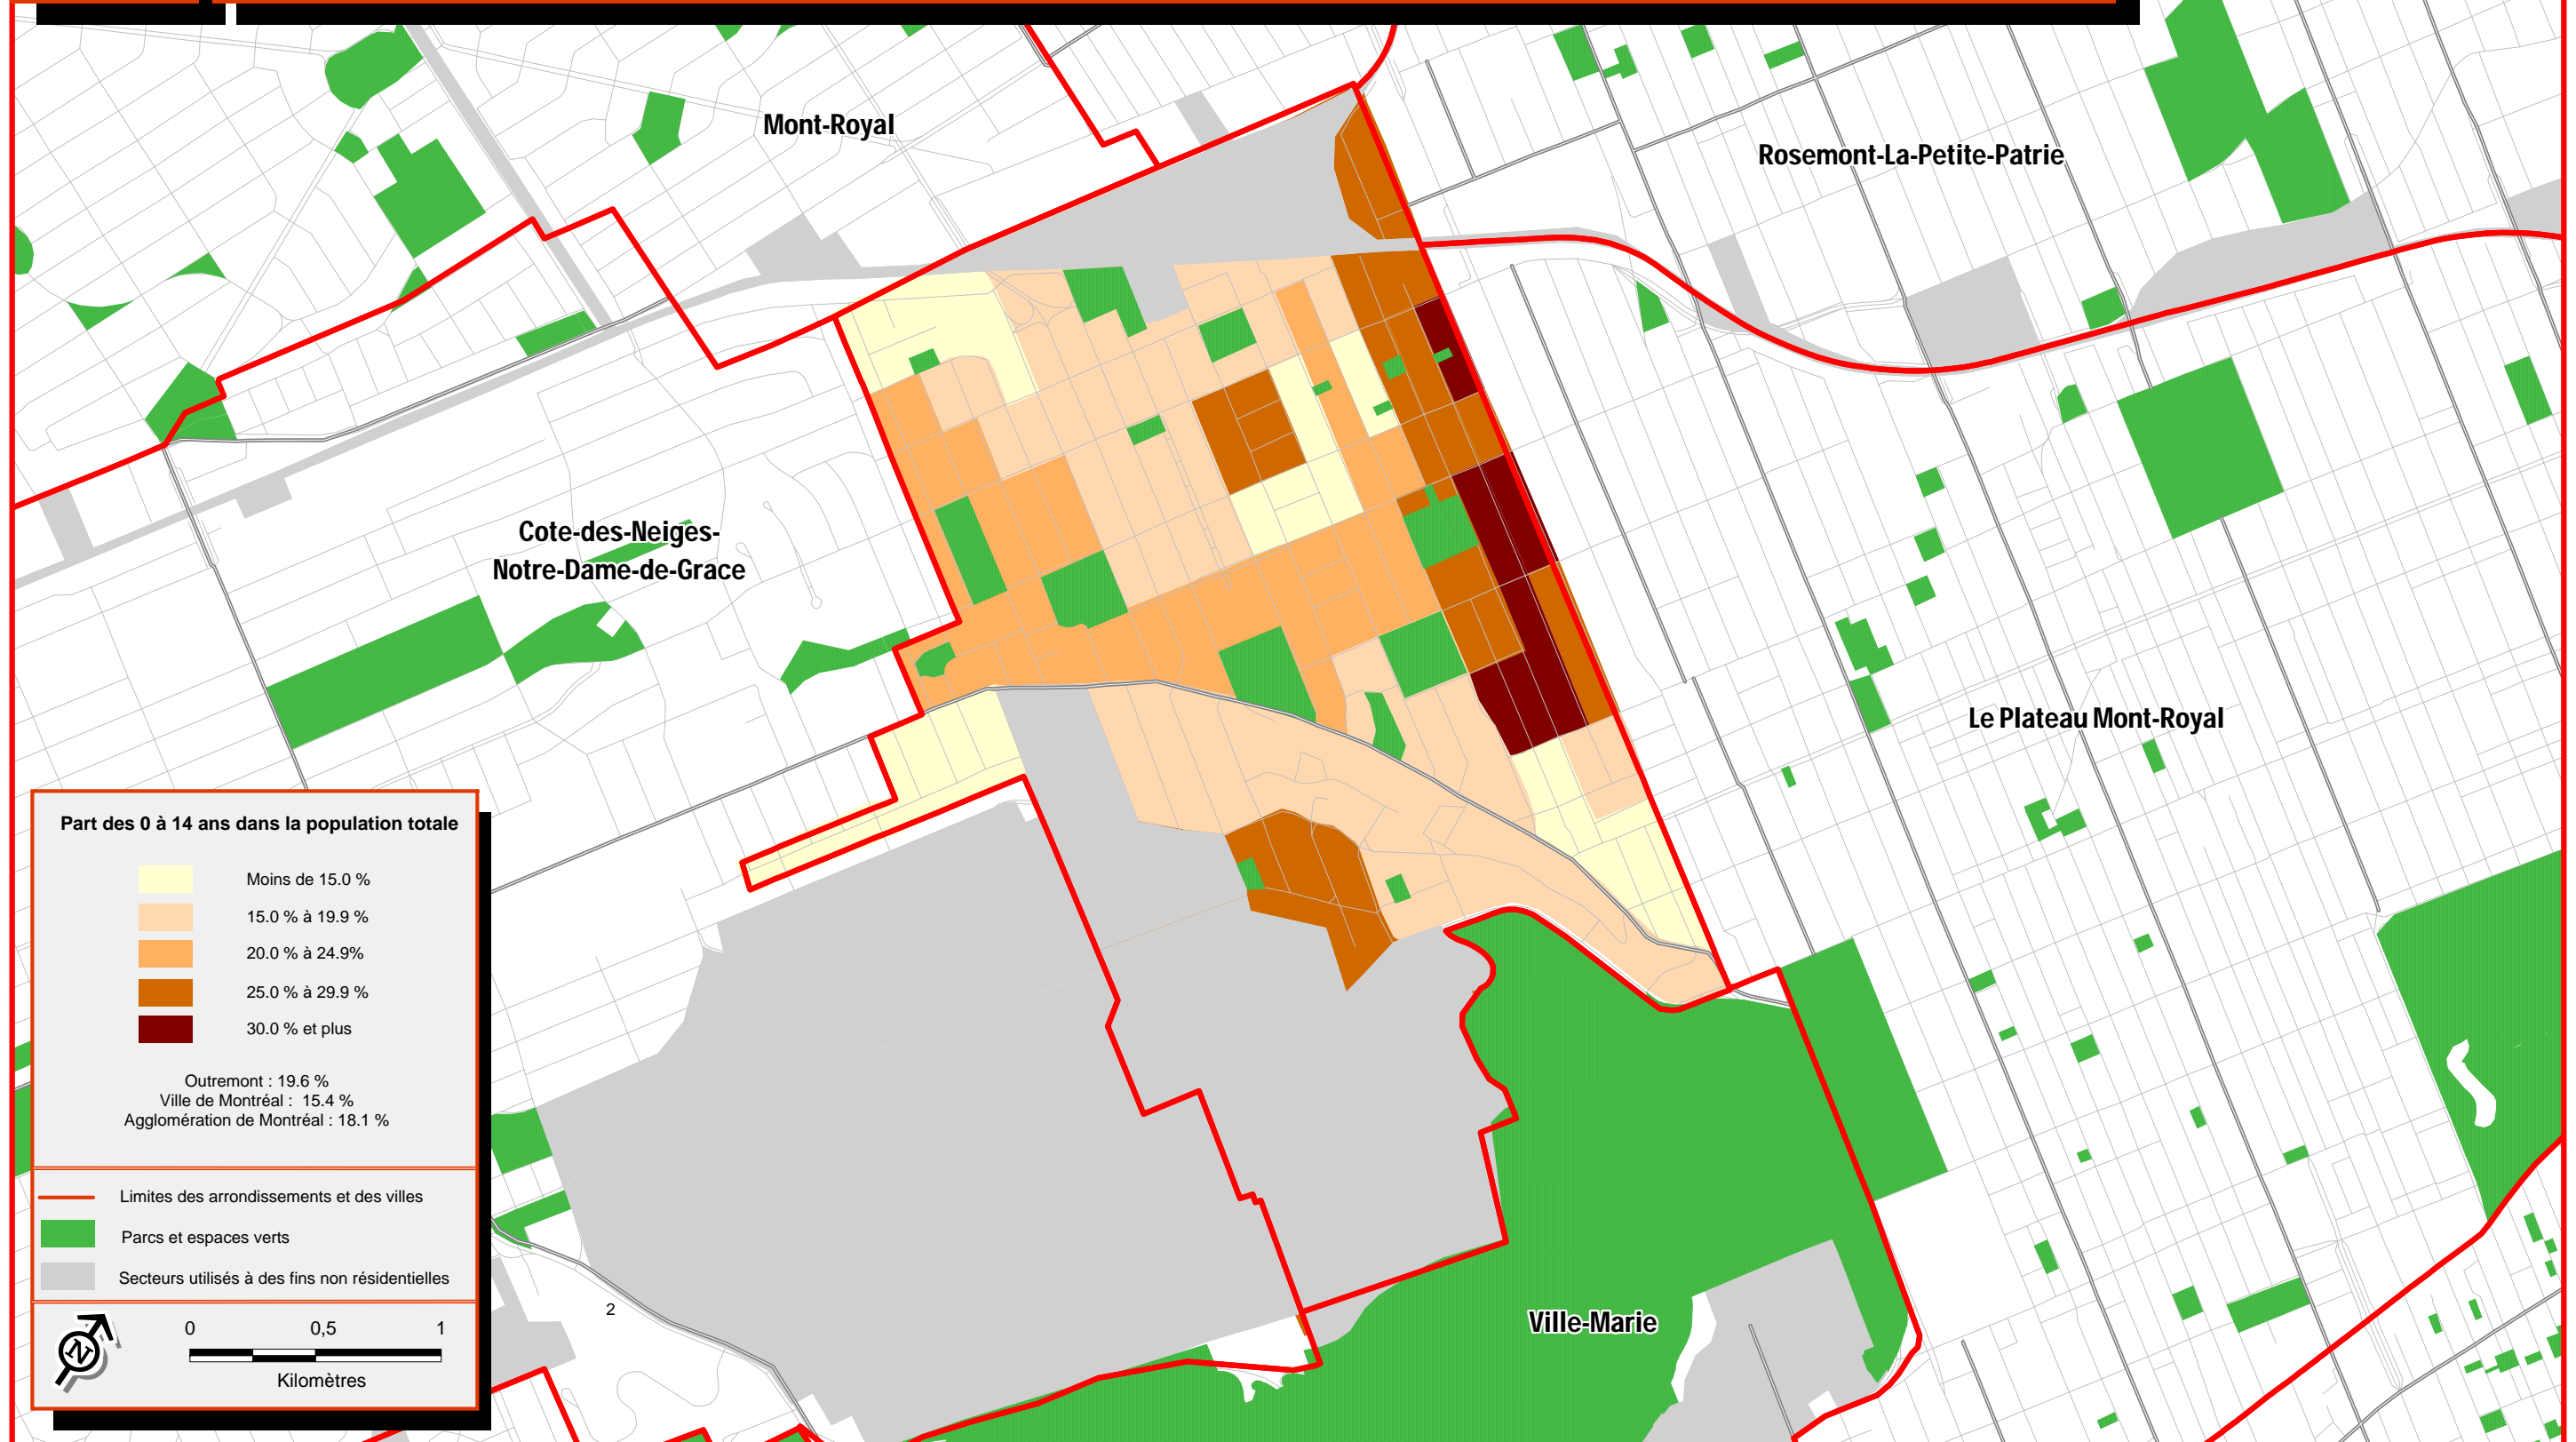 Mont-Royal
Rosemont-La-Petite-Patrie
Cote-des-Neiges-
Notre-Dame-de-Grace
Le Plateau Mont-Royal
Ville-Marie
Part des 0 à 14 ans dans la population totale
Moins de 15.0 %
15.0 % à 19.9 %
20.0 % à 24.9%
25.0 % à 29.9 %
30.0 % et plus
Outremont : 19.6 %
Ville de Montréal : 15.4 %
Agglomération de Montréal : 18.1 %
Limites des arrondissements et des villes
Parcs et espaces verts
Secteurs utilisés à des fins non résidentielles
N
0 0,5 1
Kilomètres
2